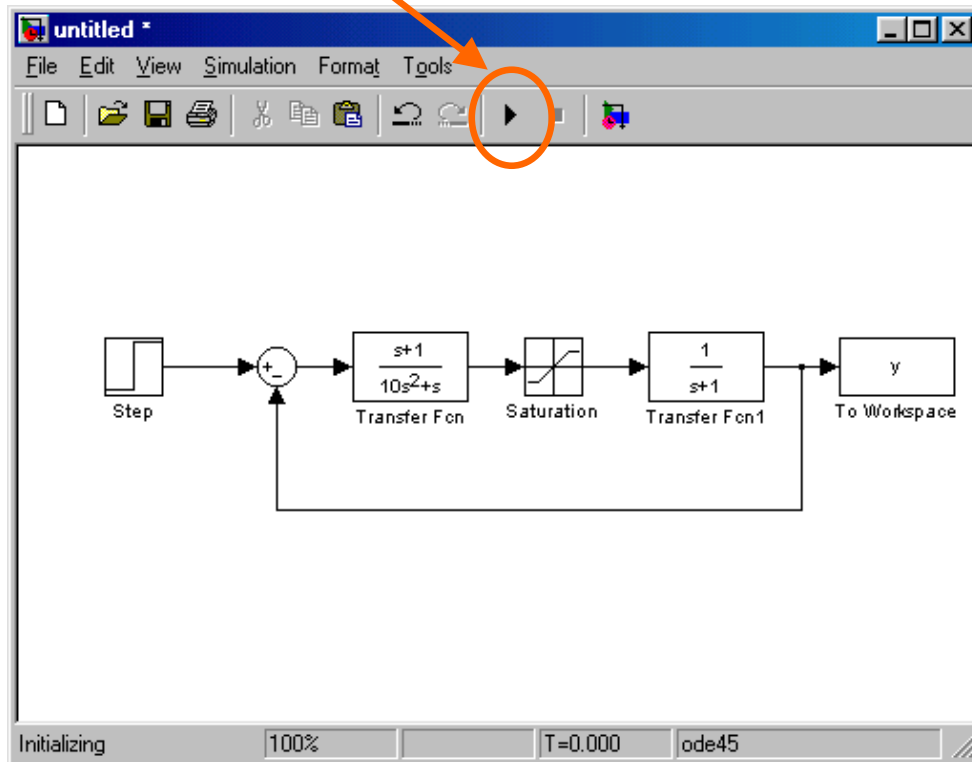 untitled *
File Edit View Simulation Format Tools
s+1
10s²+s
1
s+1
y
+
-
Step
Transfer Fcn
Saturation
Transfer Fcn1
To Workspace
Initializing 100% T=0.000 ode45